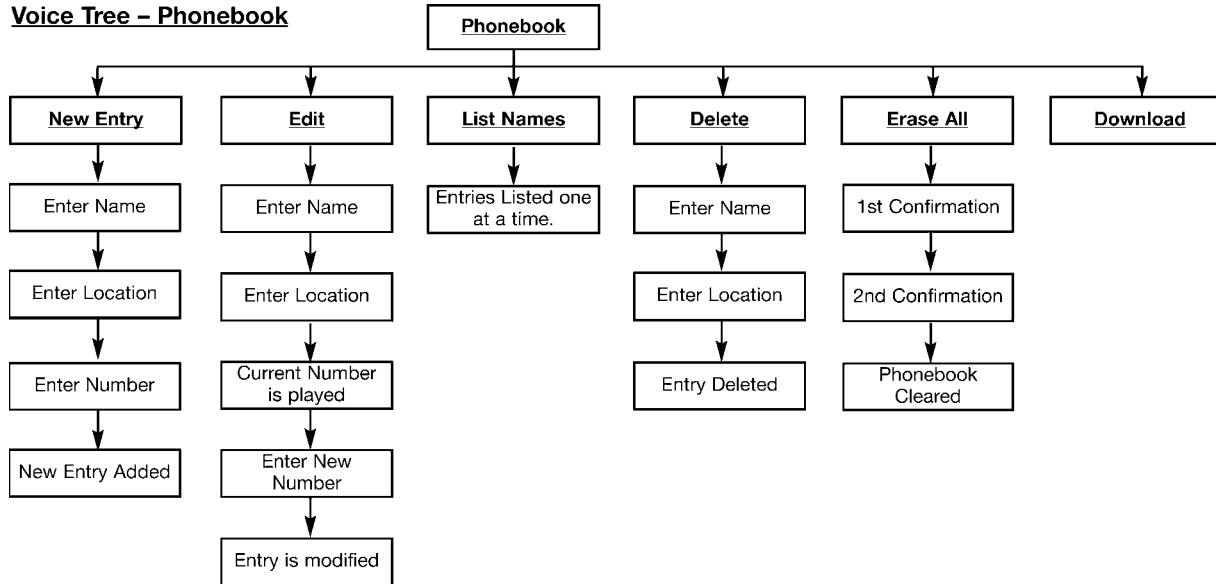 Voice Tree – Phonebook
Phonebook
New Entry
Edit
List Names
Delete
Erase All
Download
Enter Name
Enter Name
Entries Listed one
at a time.
Enter Name
1st Confirmation
Enter Location
Enter Location
Enter Location
2nd Confirmation
Enter Number
Current Number
is played
Entry Deleted
Phonebook
Cleared
New Entry Added
Enter New
Number
Entry is modified